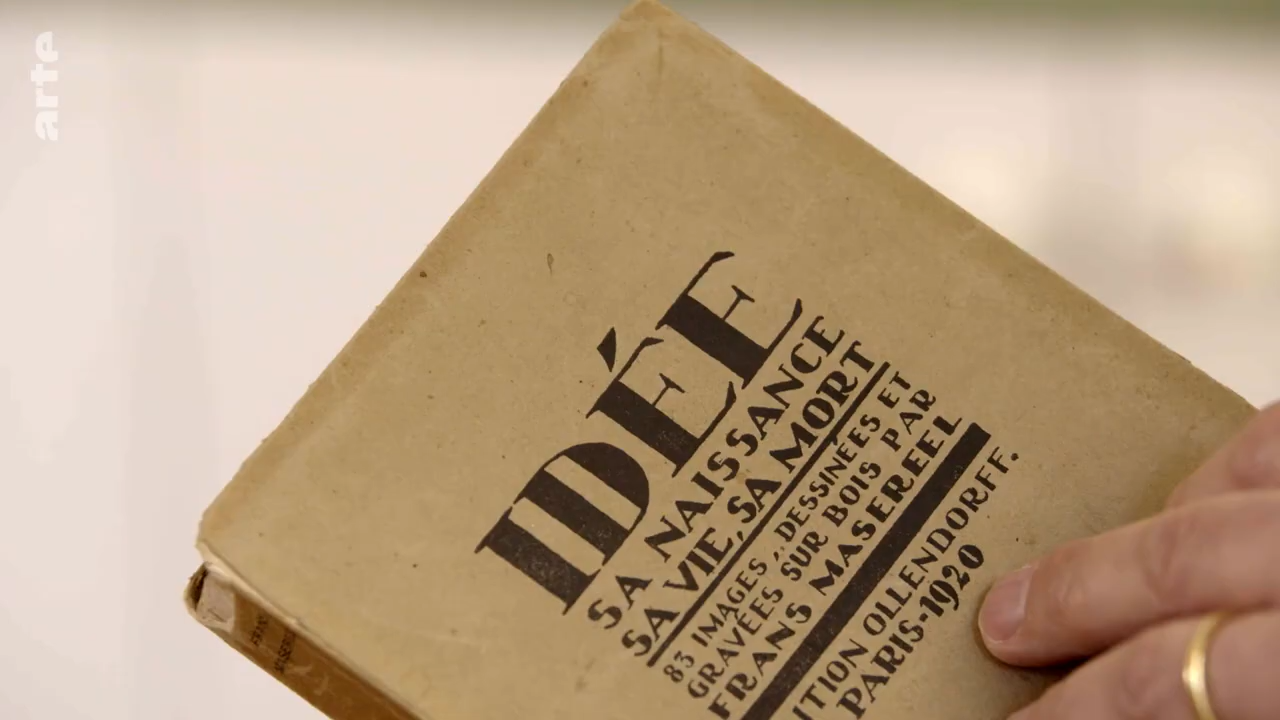 arte
IDÉE
SA NAISSANCE
SA VIE, SA MORT
83 IMAGES, DESSINÉES ET
GRAVÉES SUR BOIS PAR
FRANS MASEREEL
ITION OLLENDORFF.
PARIS-1920
FRANS